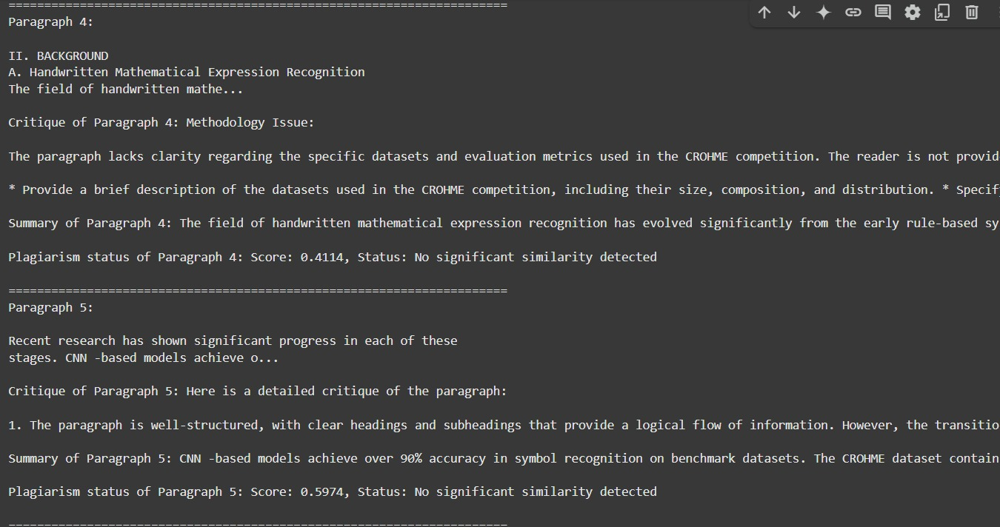 ======================================================================
Paragraph 4:
II. BACKGROUND
A. Handwritten Mathematical Expression Recognition
The field of handwritten mathe...
Critique of Paragraph 4: Methodology Issue:
The paragraph lacks clarity regarding the specific datasets and evaluation metrics used in the CROHME competition. The reader is not provid
* Provide a brief description of the datasets used in the CROHME competition, including their size, composition, and distribution. * Specif
Summary of Paragraph 4: The field of handwritten mathematical expression recognition has evolved significantly from the early rule-based sy
Plagiarism status of Paragraph 4: Score: 0.4114, Status: No significant similarity detected
======================================================================
Paragraph 5:
Recent research has shown significant progress in each of these
stages. CNN -based models achieve o...
Critique of Paragraph 5: Here is a detailed critique of the paragraph:
1. The paragraph is well-structured, with clear headings and subheadings that provide a logical flow of information. However, the transitio
Summary of Paragraph 5: CNN -based models achieve over 90% accuracy in symbol recognition on benchmark datasets. The CROHME dataset contain
Plagiarism status of Paragraph 5: Score: 0.5974, Status: No significant similarity detected
======================================================================